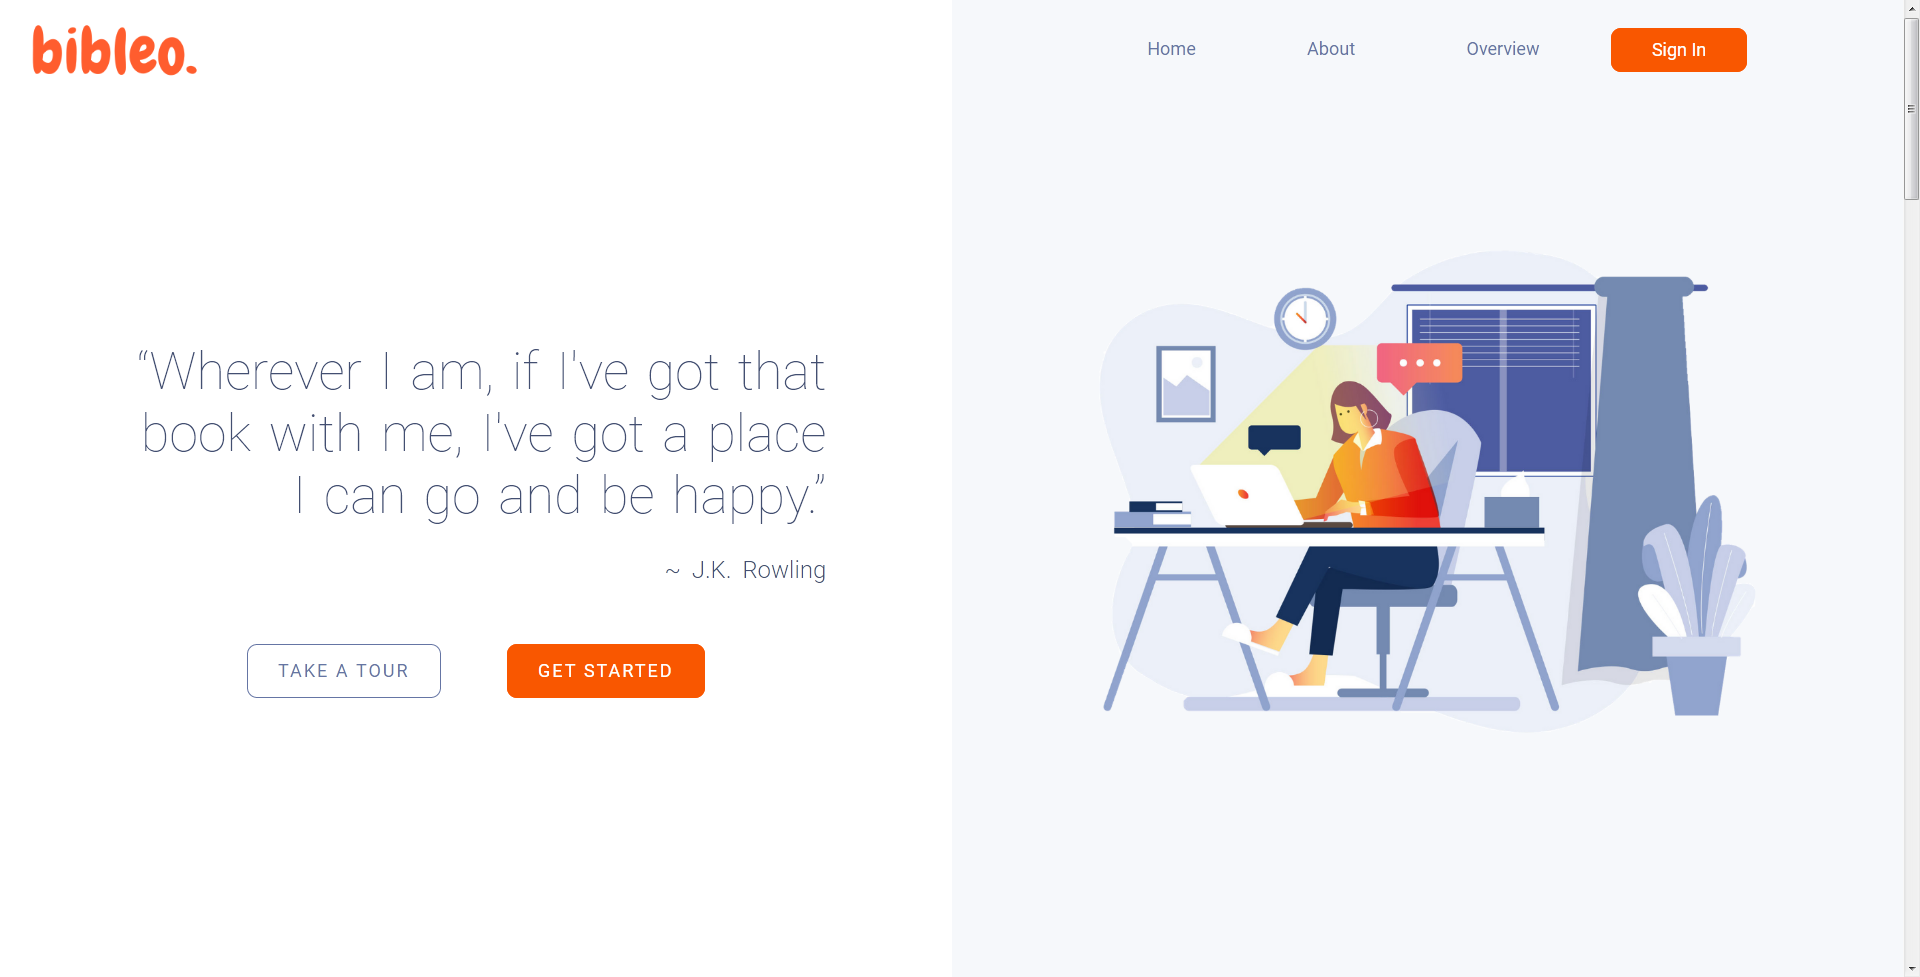 bibleo.
Home About Overview Sign In
“Wherever I am, if I've got that
book with me, I've got a place
I can go and be happy.”
~ J.K. Rowling
TAKE A TOUR GET STARTED